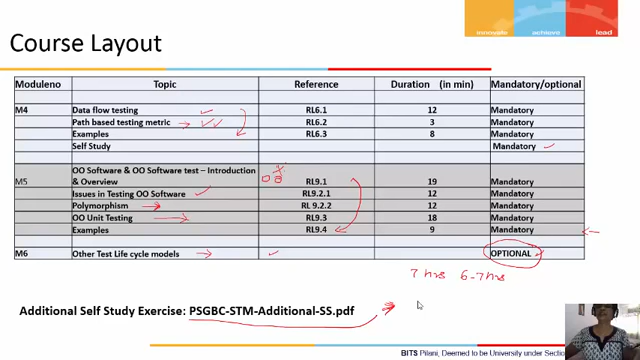 Course Layout
innovate achieve lead
Moduleno Topic Reference Duration (in min) Mandatory/optional
M4 Data flow testing RL6.1 12 Mandatory
Path based testing metric RL6.2 3 Mandatory
Examples RL6.3 8 Mandatory
Self Study Mandatory
OO Software & OO Software test – Introduction
M5 & Overview RL9.1 19 Mandatory
Issues in Testing OO Software RL9.2.1 12 Mandatory
Polymorphism RL 9.2.2 12 Mandatory
OO Unit Testing RL9.3 18 Mandatory
Examples RL9.4 9 Mandatory
M6 Other Test Life cycle models OPTIONAL
7 hrs 6-7 hrs
Additional Self Study Exercise: PSGBC-STM-Additional-SS.pdf
BITS Pilani, Deemed to be University under Section